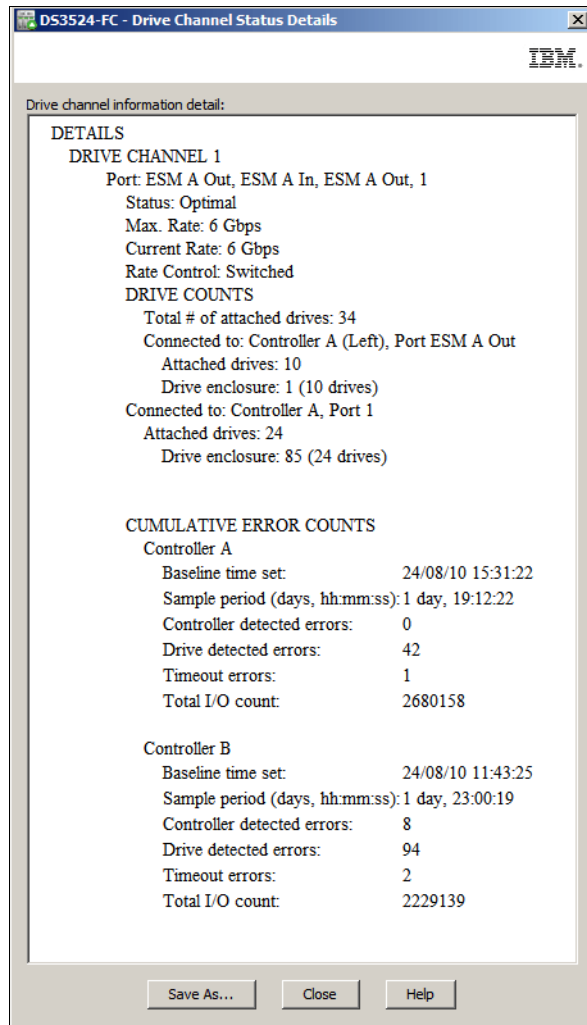 DS3524-FC - Drive Channel Status Details
IBM.
Drive channel information detail:
DETAILS
DRIVE CHANNEL 1
Port: ESM A Out, ESM A In, ESM A Out, 1
Status: Optimal
Max. Rate: 6 Gbps
Current Rate: 6 Gbps
Rate Control: Switched
DRIVE COUNTS
Total # of attached drives: 34
Connected to: Controller A (Left), Port ESM A Out
Attached drives: 10
Drive enclosure: 1 (10 drives)
Connected to: Controller A, Port 1
Attached drives: 24
Drive enclosure: 85 (24 drives)
CUMULATIVE ERROR COUNTS
Controller A
Baseline time set: 24/08/10 15:31:22
Sample period (days, hh:mm:ss): 1 day, 19:12:22
Controller detected errors: 0
Drive detected errors: 42
Timeout errors: 1
Total I/O count: 2680158
Controller B
Baseline time set: 24/08/10 11:43:25
Sample period (days, hh:mm:ss): 1 day, 23:00:19
Controller detected errors: 8
Drive detected errors: 94
Timeout errors: 2
Total I/O count: 2229139
Save As... Close Help